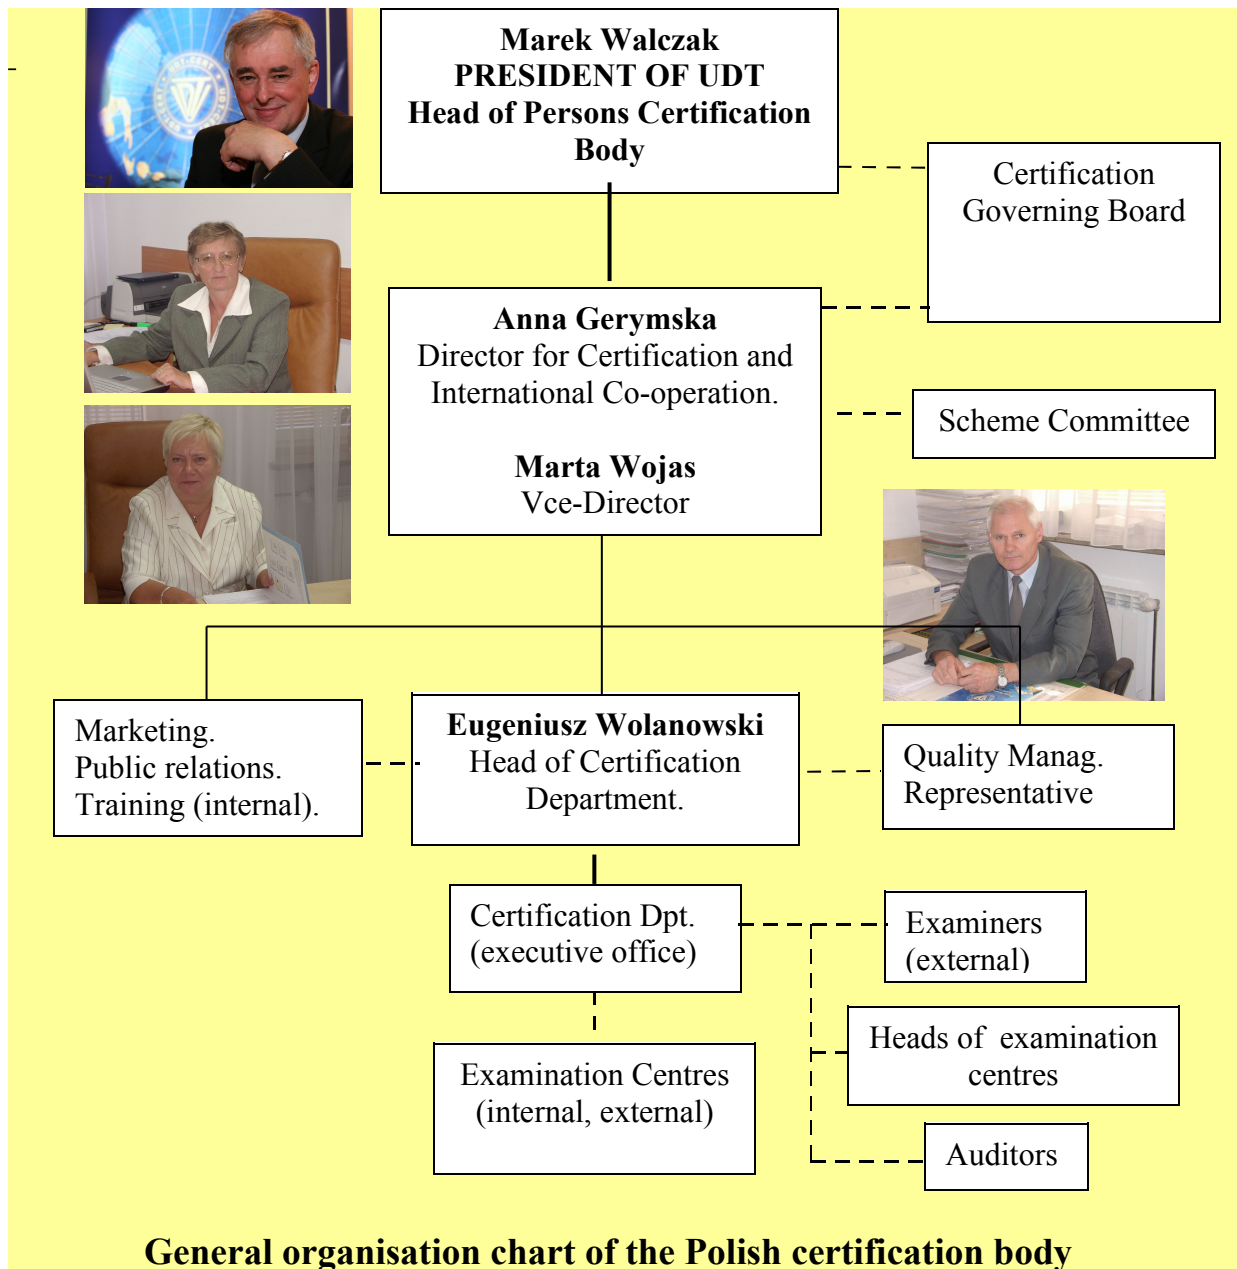 Marek Walczak
PRESIDENT OF UDT
Head of Persons Certification
Body
Certification
Governing Board
Anna Gerymska
Director for Certification and
International Co-operation.
Marta Wojas
Vce-Director
Scheme Committee
Marketing.
Public relations.
Training (internal).
Eugeniusz Wolanowski
Head of Certification
Department.
Quality Manag.
Representative
Certification Dpt.
(executive office)
Examiners
(external)
Heads of examination
centres
Examination Centres
(internal, external)
Auditors
General organisation chart of the Polish certification body